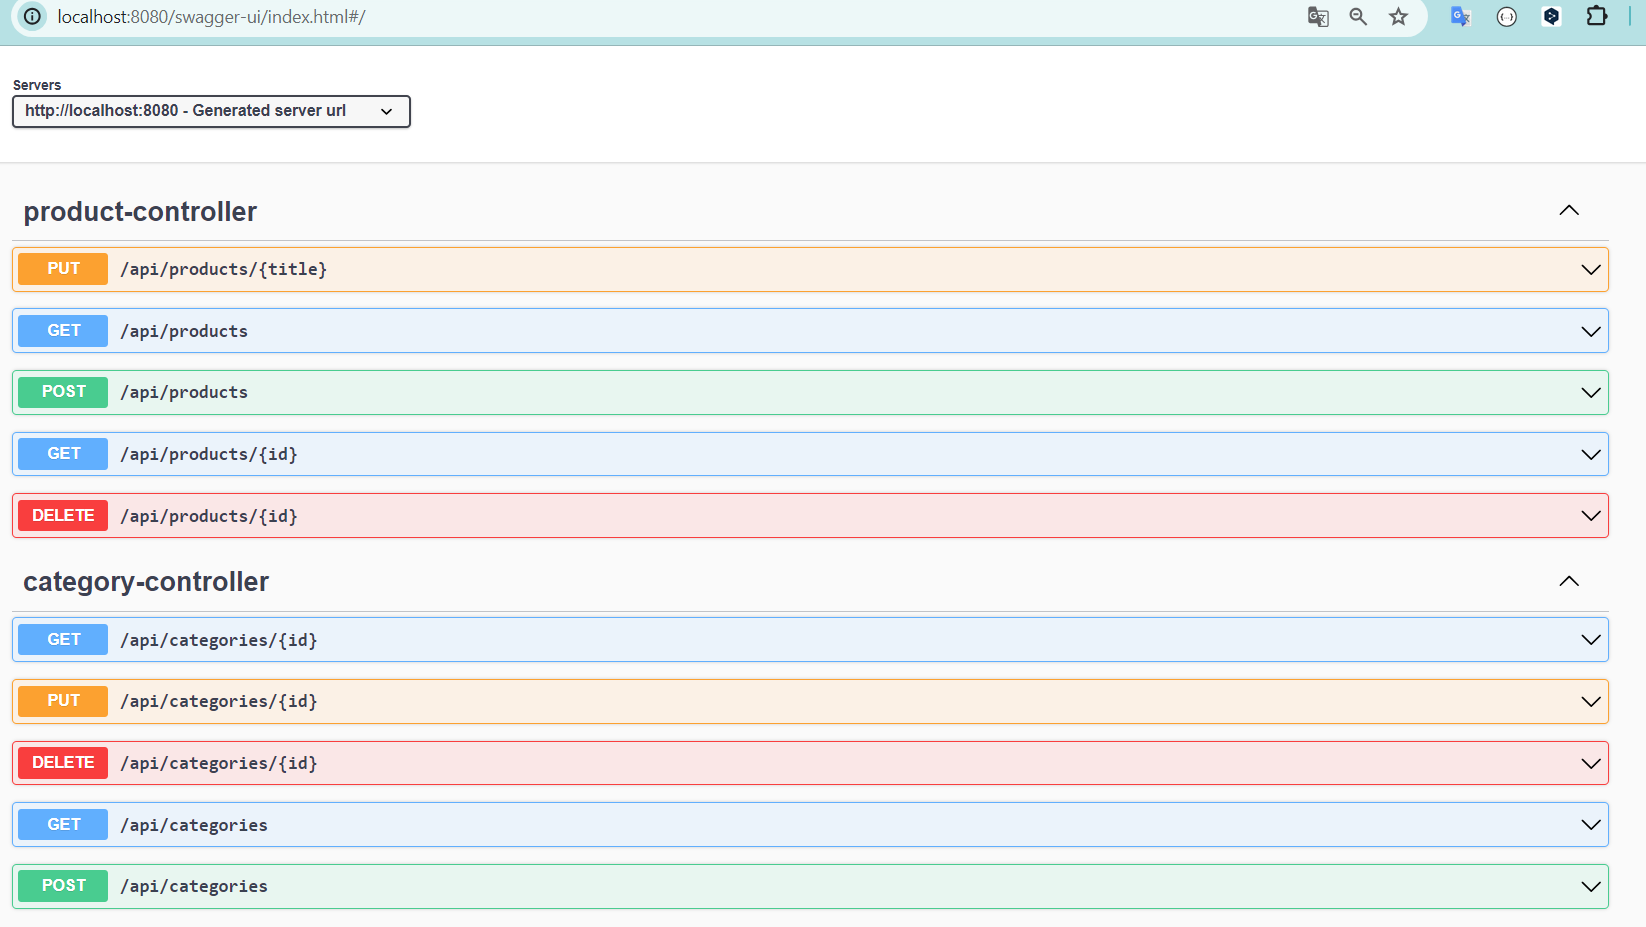 localhost:8080/swagger-ui/index.html#/
Servers
http://localhost:8080 - Generated server url
product-controller
PUT /api/products/{title}
GET /api/products
POST /api/products
GET /api/products/{id}
DELETE /api/products/{id}
category-controller
GET /api/categories/{id}
PUT /api/categories/{id}
DELETE /api/categories/{id}
GET /api/categories
POST /api/categories